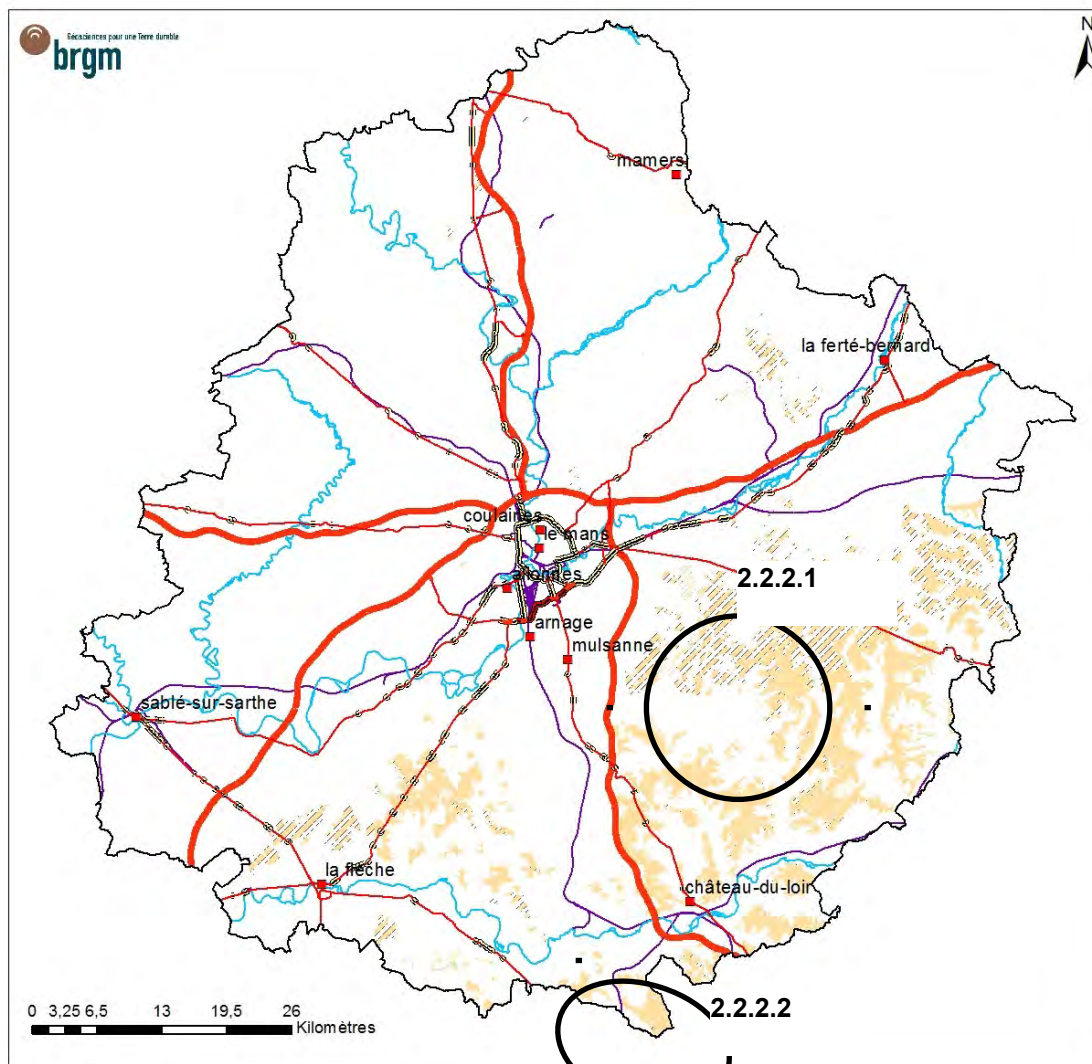 Géosciences pour une Terre durable
brgm
N
mamers
la ferté-bernard
coulaines
le mans
allonnes
2.2.2.1
arnage
mulsanne
sablé-sur-sarthe
la flèche
château-du-loir
2.2.2.2
0 3,25 6,5 13 19,5 26
Kilomètres